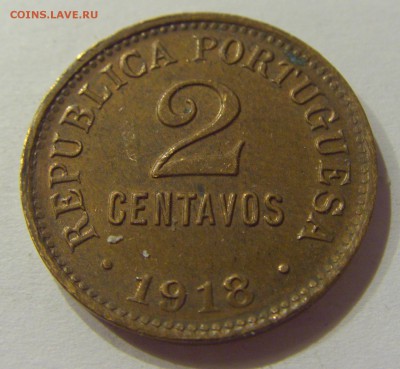 COINS.LAVE.RU
REPUBLICA PORTUGUESA
2
CENTAVOS
• 1918 •